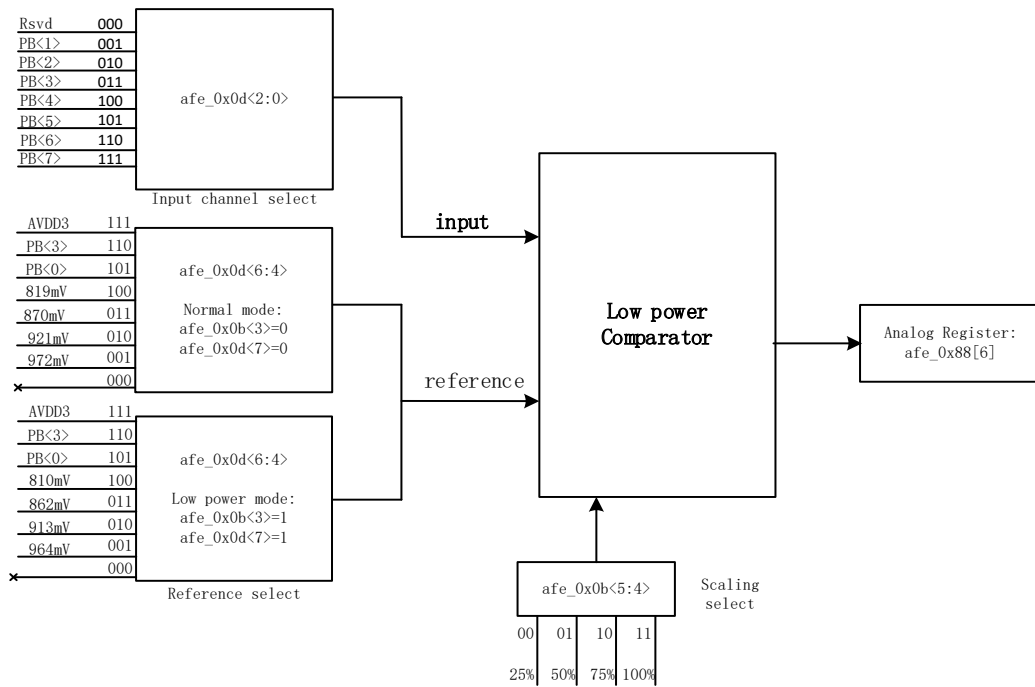 Rsvd 000
PB<1> 001
PB<2> 010
PB<3> 011
PB<4> 100
PB<5> 101
PB<6> 110
PB<7> 111
afe_0x0d<2:0>
Input channel select
AVDD3 111
PB<3> 110
PB<0> 101
819mV 100
870mV 011
921mV 010
972mV 001
000
afe_0x0d<6:4>
Normal mode:
afe_0x0b<3>=0
afe_0x0d<7>=0
AVDD3 111
PB<3> 110
PB<0> 101
810mV 100
862mV 011
913mV 010
964mV 001
000
afe_0x0d<6:4>
Low power mode:
afe_0x0b<3>=1
afe_0x0d<7>=1
Reference select
input
reference
Low power
Comparator
Analog Register:
afe_0x88[6]
afe_0x0b<5:4>
Scaling
select
00 01 10 11
25% 50% 75% 100%